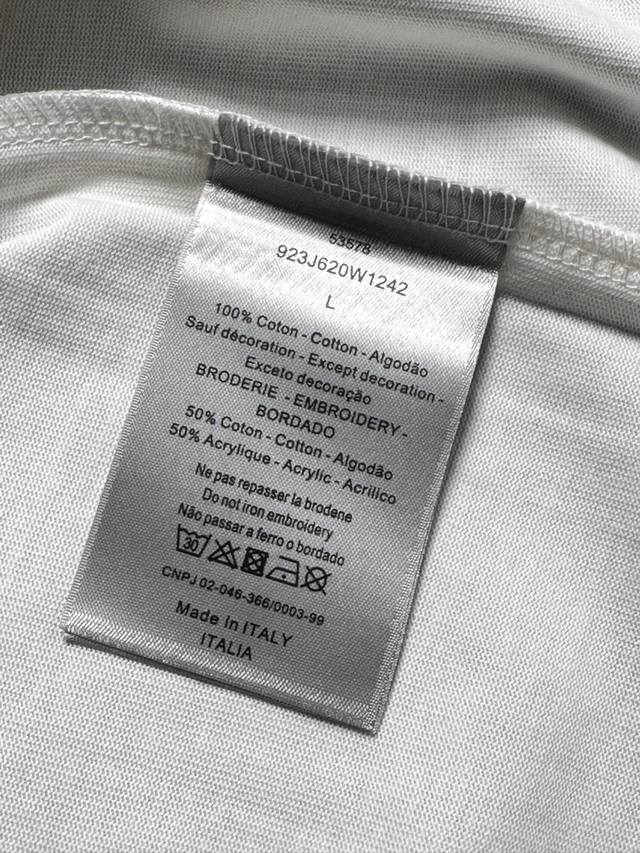 53578
923J620W1242
L
100% Coton - Cotton - Algodão
Sauf décoration - Except decoration -
Exceto decoração
BRODERIE - EMBROIDERY -
BORDADO
50% Coton - Cotton - Algodão
50% Acrylique - Acrylic - Acrilico
Ne pas repasser la brodene
Do not iron embroidery
Não passar a ferro o bordado
30
CNPJ 02-046-366/0003-99
Made in ITALY
ITALIA